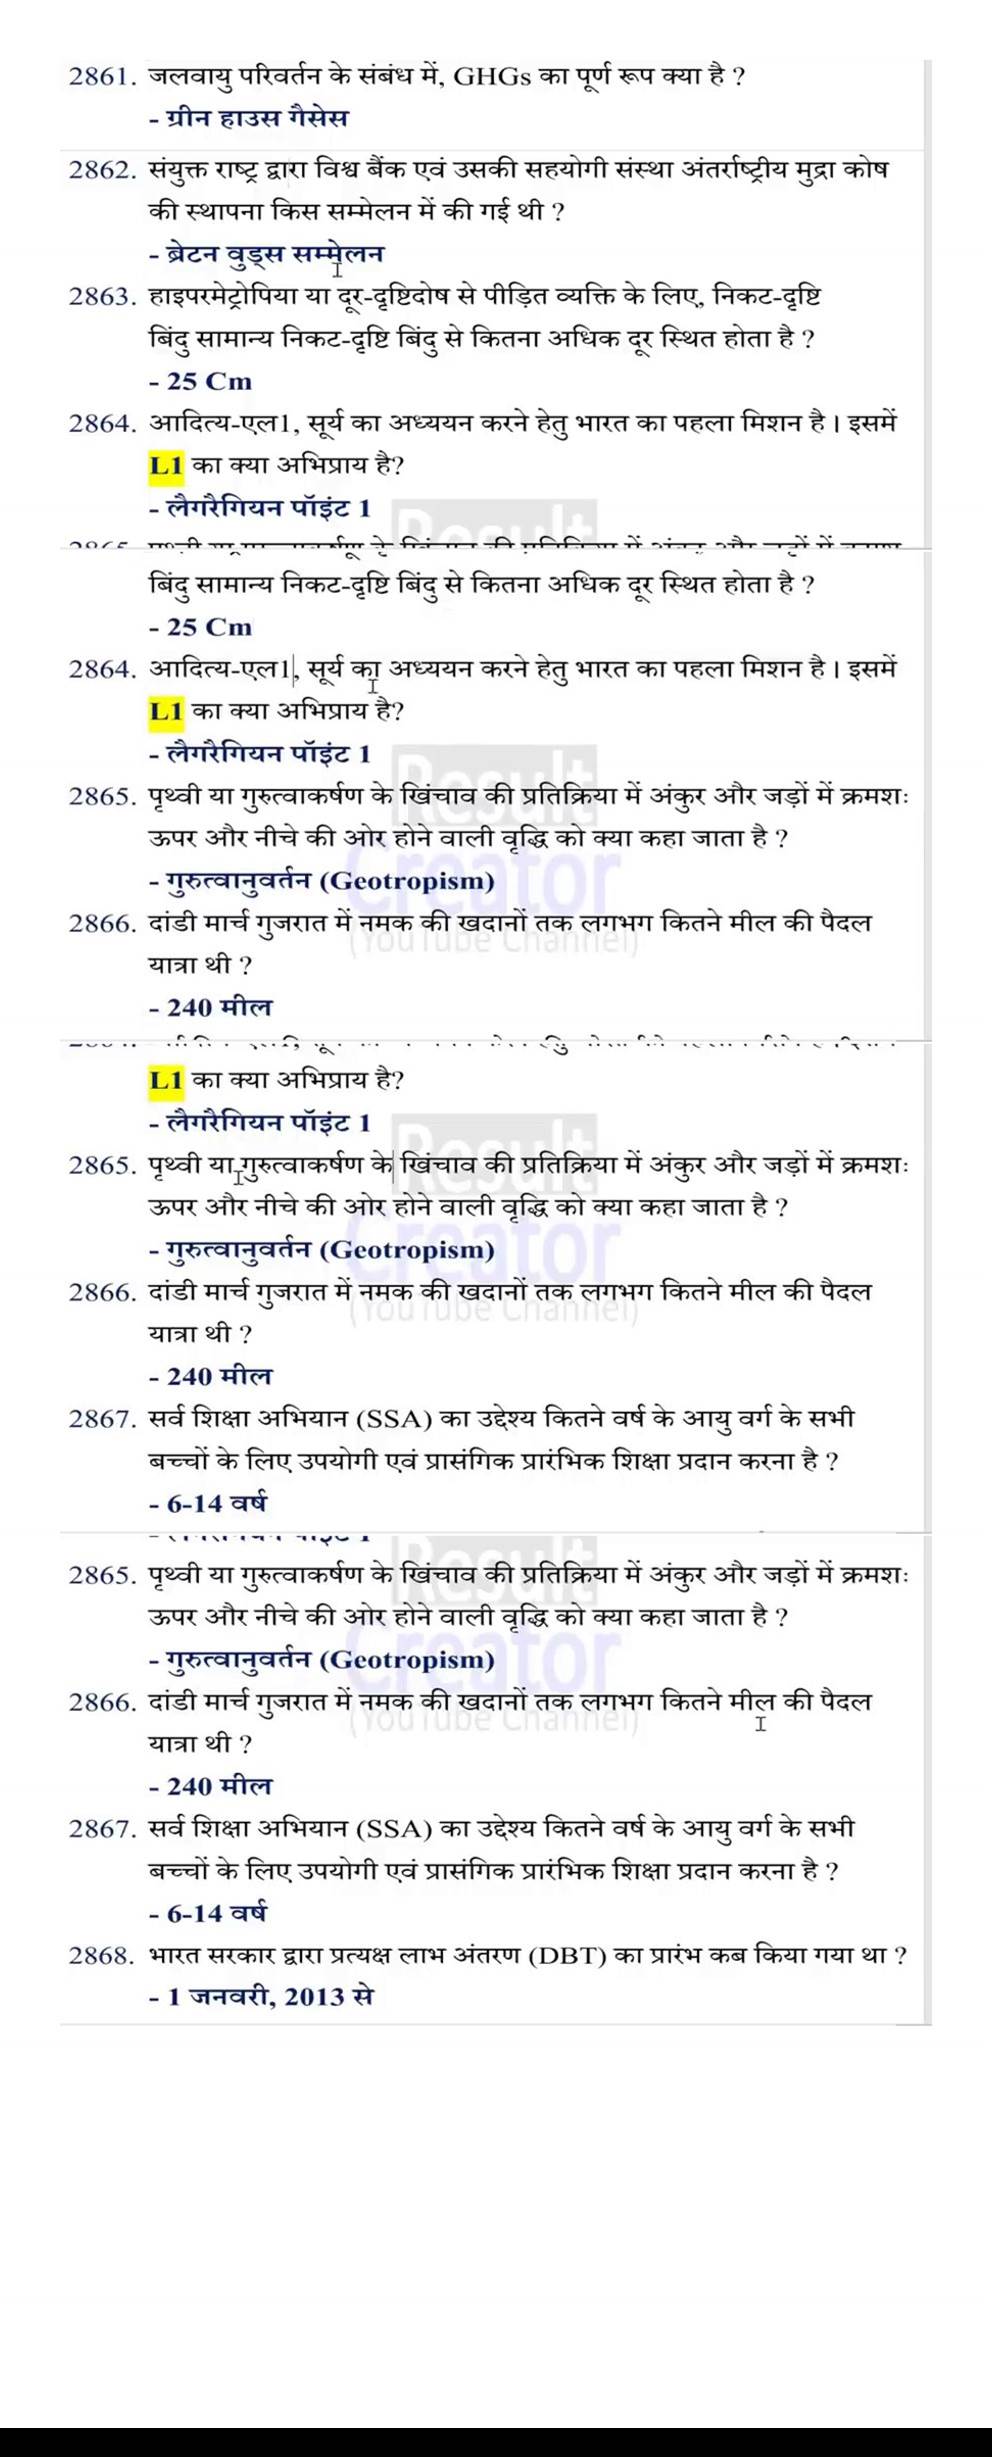 2861. जलवायु परिवर्तन के संबंध में, GHGs का पूर्ण रूप क्या है ?
- ग्रीन हाउस गैसेस
2862. संयुक्त राष्ट्र द्वारा विश्व बैंक एवं उसकी सहयोगी संस्था अंतर्राष्ट्रीय मुद्रा कोष
की स्थापना किस सम्मेलन में की गई थी ?
- ब्रेटन वुड्स सम्मेलन
2863. हाइपरमेट्रोपिया या दूर-दृष्टिदोष से पीड़ित व्यक्ति के लिए, निकट-दृष्टि
बिंदु सामान्य निकट-दृष्टि बिंदु से कितना अधिक दूर स्थित होता है ?
- 25 Cm
2864. आदित्य-एल1, सूर्य का अध्ययन करने हेतु भारत का पहला मिशन है। इसमें
L1 का क्या अभिप्राय है?
- लैगरैगियन पॉइंट 1
Result
बिंदु सामान्य निकट-दृष्टि बिंदु से कितना अधिक दूर स्थित होता है ?
- 25 Cm
2864. आदित्य-एल1, सूर्य का अध्ययन करने हेतु भारत का पहला मिशन है। इसमें
L1 का क्या अभिप्राय है?
- लैगरैगियन पॉइंट 1
Result
2865. पृथ्वी या गुरुत्वाकर्षण के खिंचाव की प्रतिक्रिया में अंकुर और जड़ों में क्रमशः
ऊपर और नीचे की ओर होने वाली वृद्धि को क्या कहा जाता है ?
Creator
- गुरुत्वानुवर्तन (Geotropism)
2866. दांडी मार्च गुजरात में नमक की खदानों तक लगभग कितने मील की पैदल
(YouTube Channel)
यात्रा थी ?
- 240 मील
L1 का क्या अभिप्राय है?
- लैगरैगियन पॉइंट 1
Result
2865. पृथ्वी या गुरुत्वाकर्षण के खिंचाव की प्रतिक्रिया में अंकुर और जड़ों में क्रमशः
ऊपर और नीचे की ओर होने वाली वृद्धि को क्या कहा जाता है ?
Creator
- गुरुत्वानुवर्तन (Geotropism)
2866. दांडी मार्च गुजरात में नमक की खदानों तक लगभग कितने मील की पैदल
(YouTube Channel)
यात्रा थी ?
- 240 मील
2867. सर्व शिक्षा अभियान (SSA) का उद्देश्य कितने वर्ष के आयु वर्ग के सभी
बच्चों के लिए उपयोगी एवं प्रासंगिक प्रारंभिक शिक्षा प्रदान करना है ?
- 6-14 वर्ष
Result
2865. पृथ्वी या गुरुत्वाकर्षण के खिंचाव की प्रतिक्रिया में अंकुर और जड़ों में क्रमशः
ऊपर और नीचे की ओर होने वाली वृद्धि को क्या कहा जाता है ?
Creator
- गुरुत्वानुवर्तन (Geotropism)
2866. दांडी मार्च गुजरात में नमक की खदानों तक लगभग कितने मील की पैदल
(YouTube Channel)
यात्रा थी ?
- 240 मील
2867. सर्व शिक्षा अभियान (SSA) का उद्देश्य कितने वर्ष के आयु वर्ग के सभी
बच्चों के लिए उपयोगी एवं प्रासंगिक प्रारंभिक शिक्षा प्रदान करना है ?
- 6-14 वर्ष
2868. भारत सरकार द्वारा प्रत्यक्ष लाभ अंतरण (DBT) का प्रारंभ कब किया गया था ?
- 1 जनवरी, 2013 से